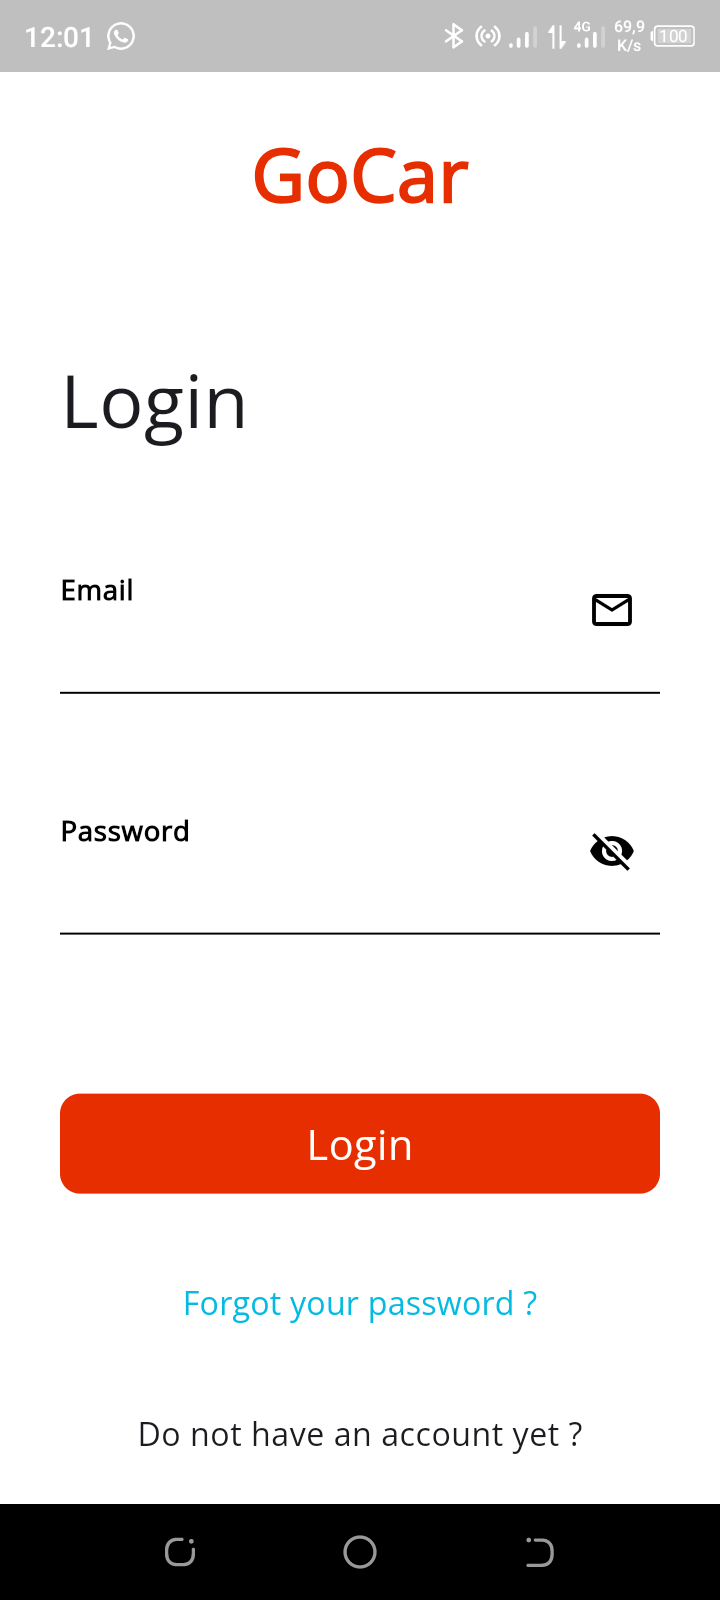 12:01 4G 69,9 K/s 100
GoCar
Login
Email
Password
Login
Forgot your password ?
Do not have an account yet ?